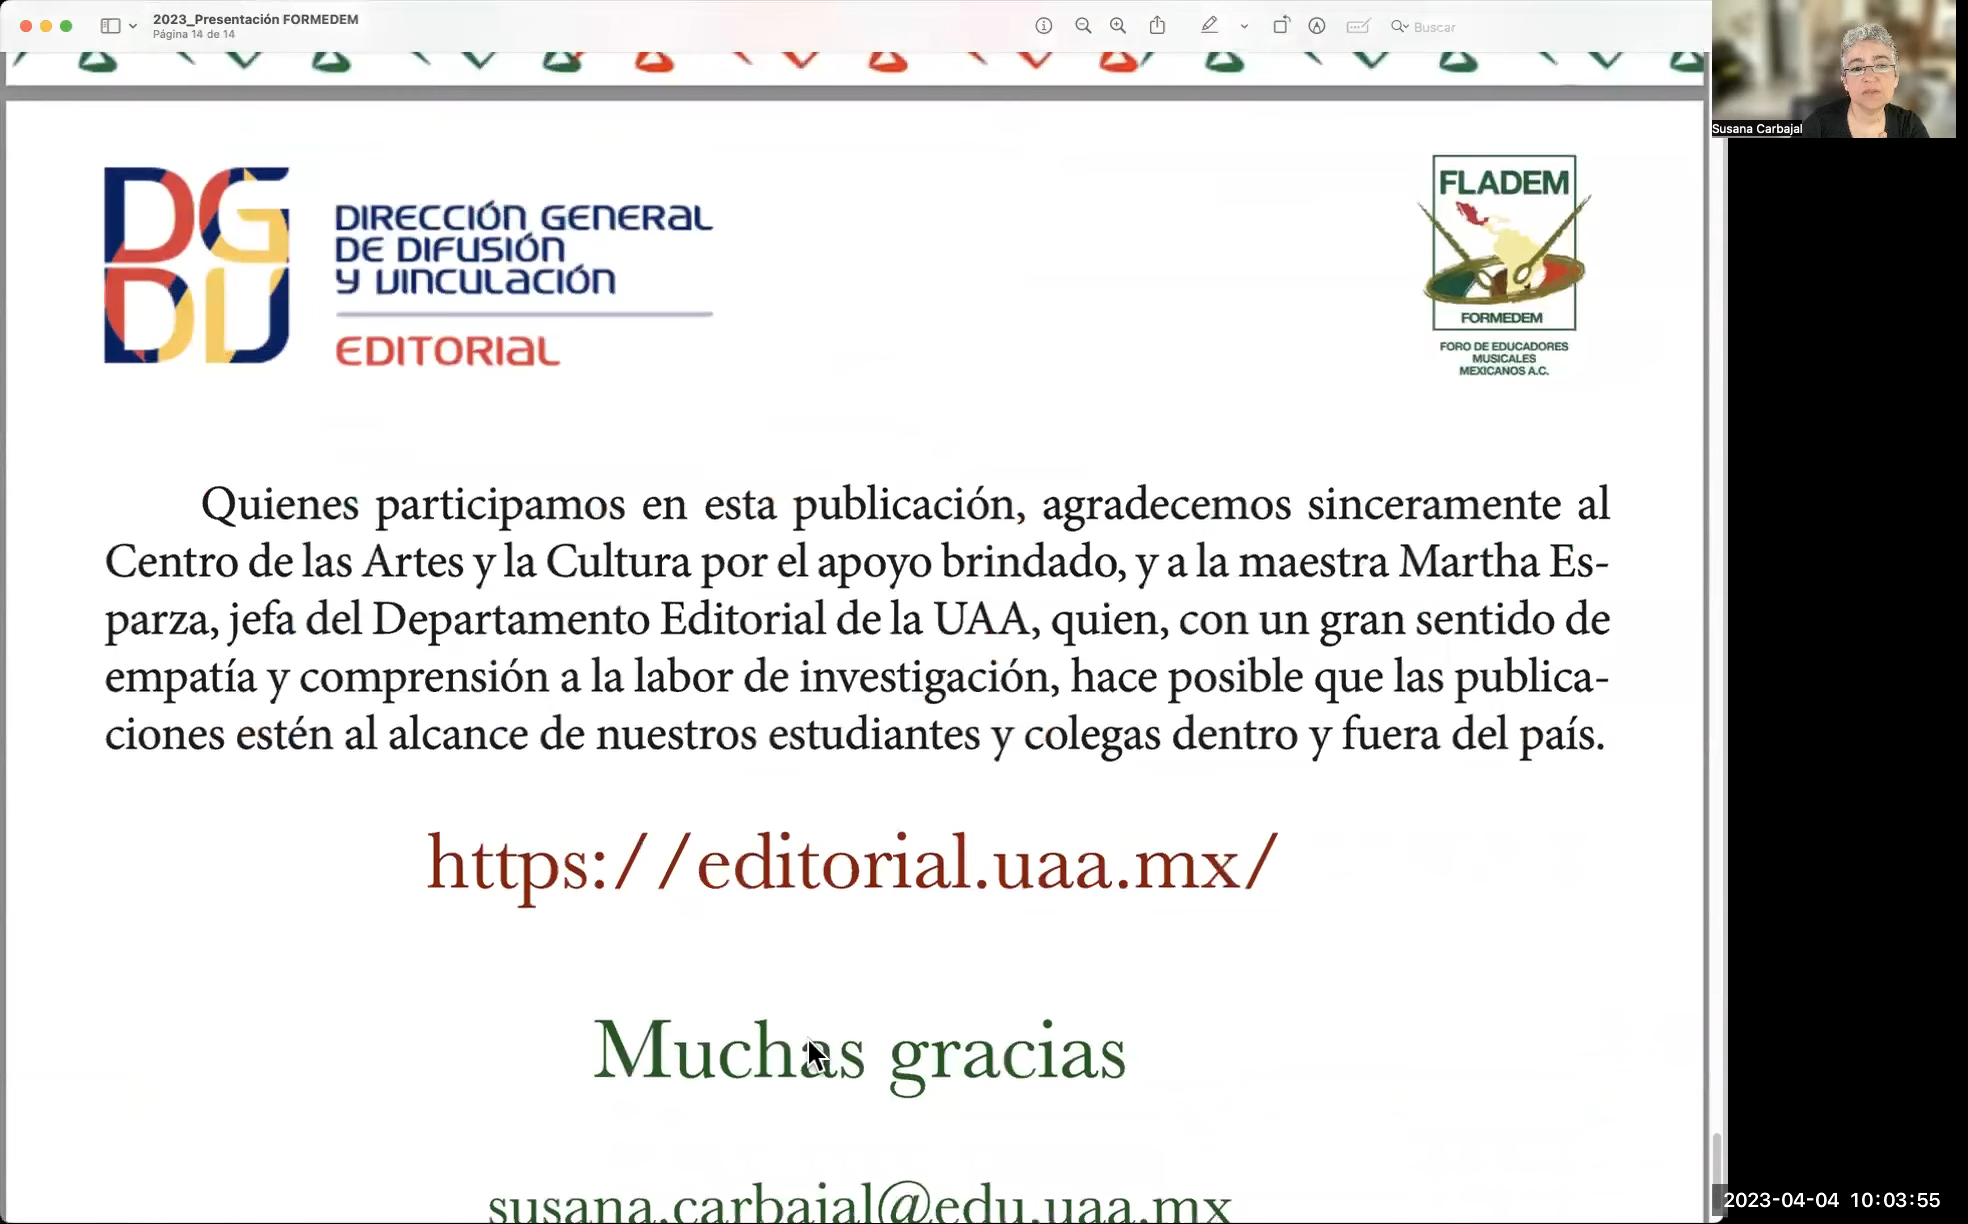 2023_Presentación FORMEDEM
Página 14 de 14
Buscar
Susana Carbajal
DG
DU
DIRECCIÓN GENERAL
DE DIFUSIÓN
Y VINCULACIÓN
EDITORIAL
FLADEM
FORMEDEM
FORO DE EDUCADORES
MUSICALES
MEXICANOS A.C.
Quienes participamos en esta publicación, agradecemos sinceramente al
Centro de las Artes y la Cultura por el apoyo brindado, y a la maestra Martha Es-
parza, jefa del Departamento Editorial de la UAA, quien, con un gran sentido de
empatía y comprensión a la labor de investigación, hace posible que las publica-
ciones estén al alcance de nuestros estudiantes y colegas dentro y fuera del país.
https://editorial.uaa.mx/
Muchas gracias
susana.carbajal@edu.uaa.mx
2023-04-04 10:03:55